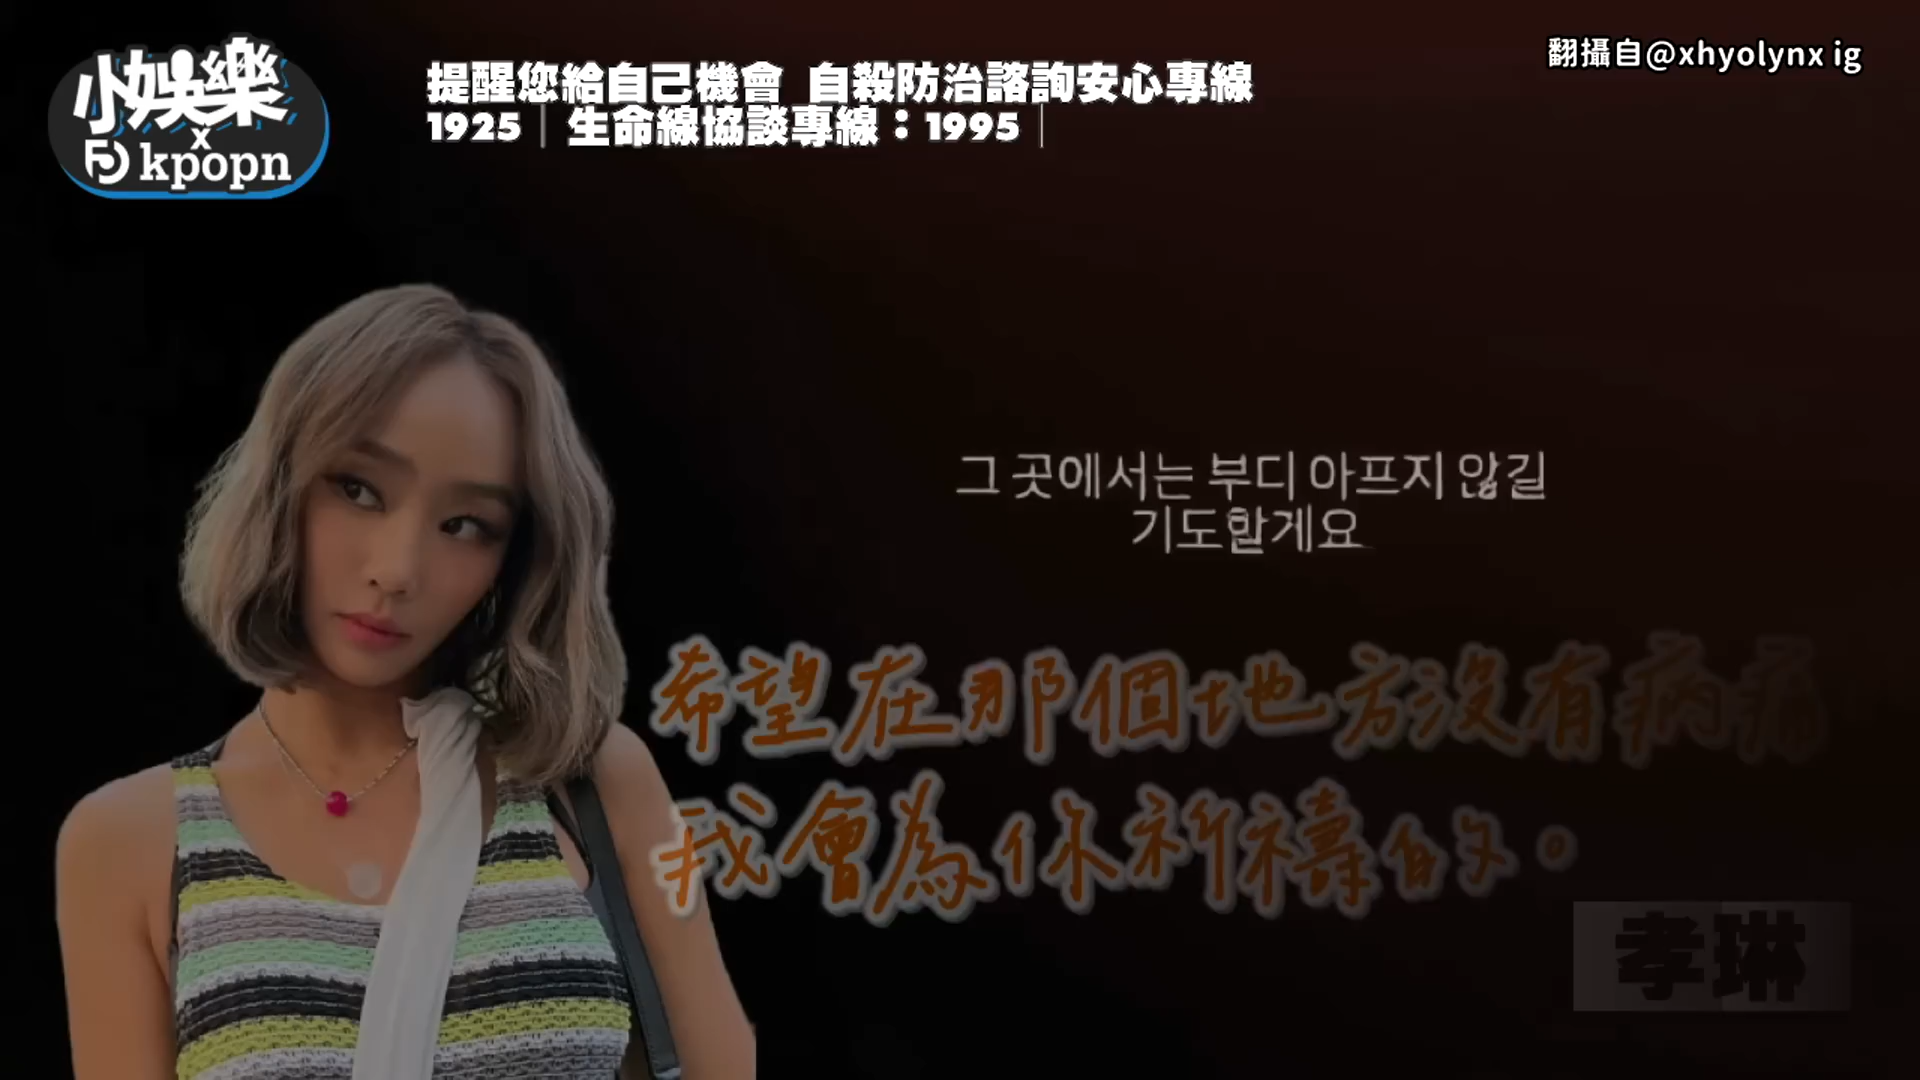 小娛樂
x
kpopn
提醒您給自己機會 自殺防治諮詢安心專線
1925｜生命線協談專線：1995｜
翻攝自@xhyolynx ig
그 곳에서는 부디 아프지 않길
기도할게요
希望在那個地方沒有病痛
我會為你祈禱的。
孝琳